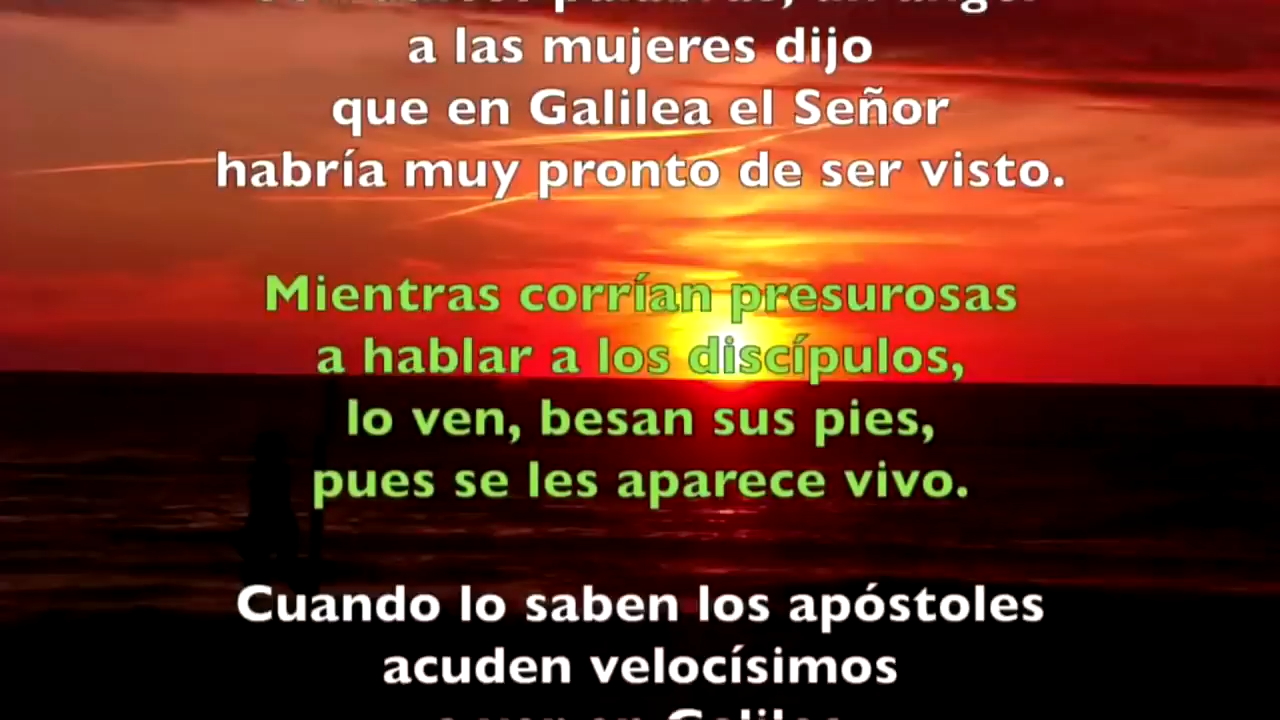 a las mujeres dijo
que en Galilea el Señor
habría muy pronto de ser visto.
Mientras corrían presurosas
a hablar a los discípulos,
lo ven, besan sus pies,
pues se les aparece vivo.
Cuando lo saben los apóstoles
acuden velocísimos